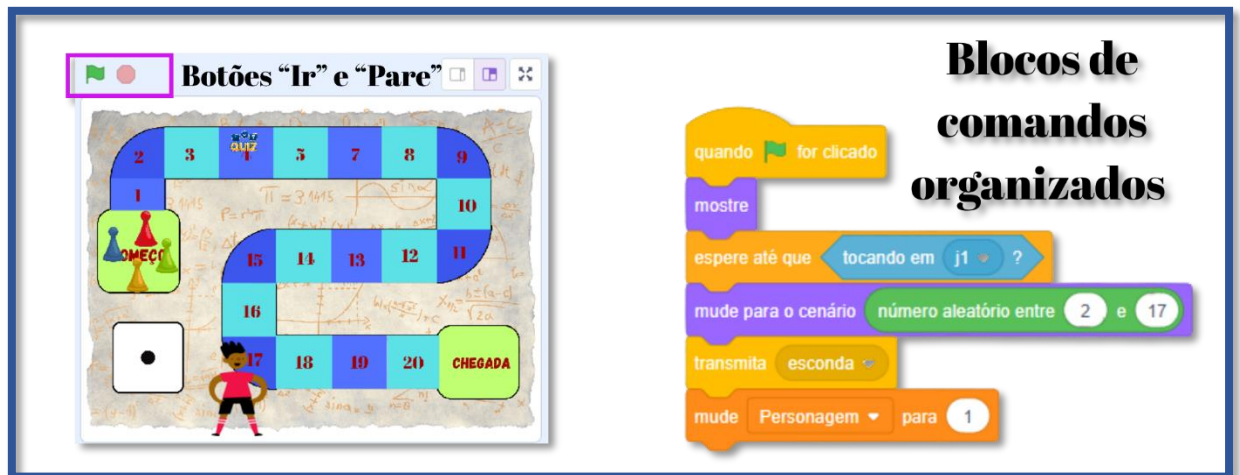 Botões “Ir” e “Pare”
2 3 4 5 7 8 9
QUIZ
1
10
COMEÇO
15 14 13 12 11
16
17 18 19 20 CHEGADA
π = 3,1415
Blocos de
comandos
organizados
quando for clicado
mostre
espere até que tocando em j1 ?
mude para o cenário número aleatório entre 2 e 17
transmita esconda
mude Personagem para 1